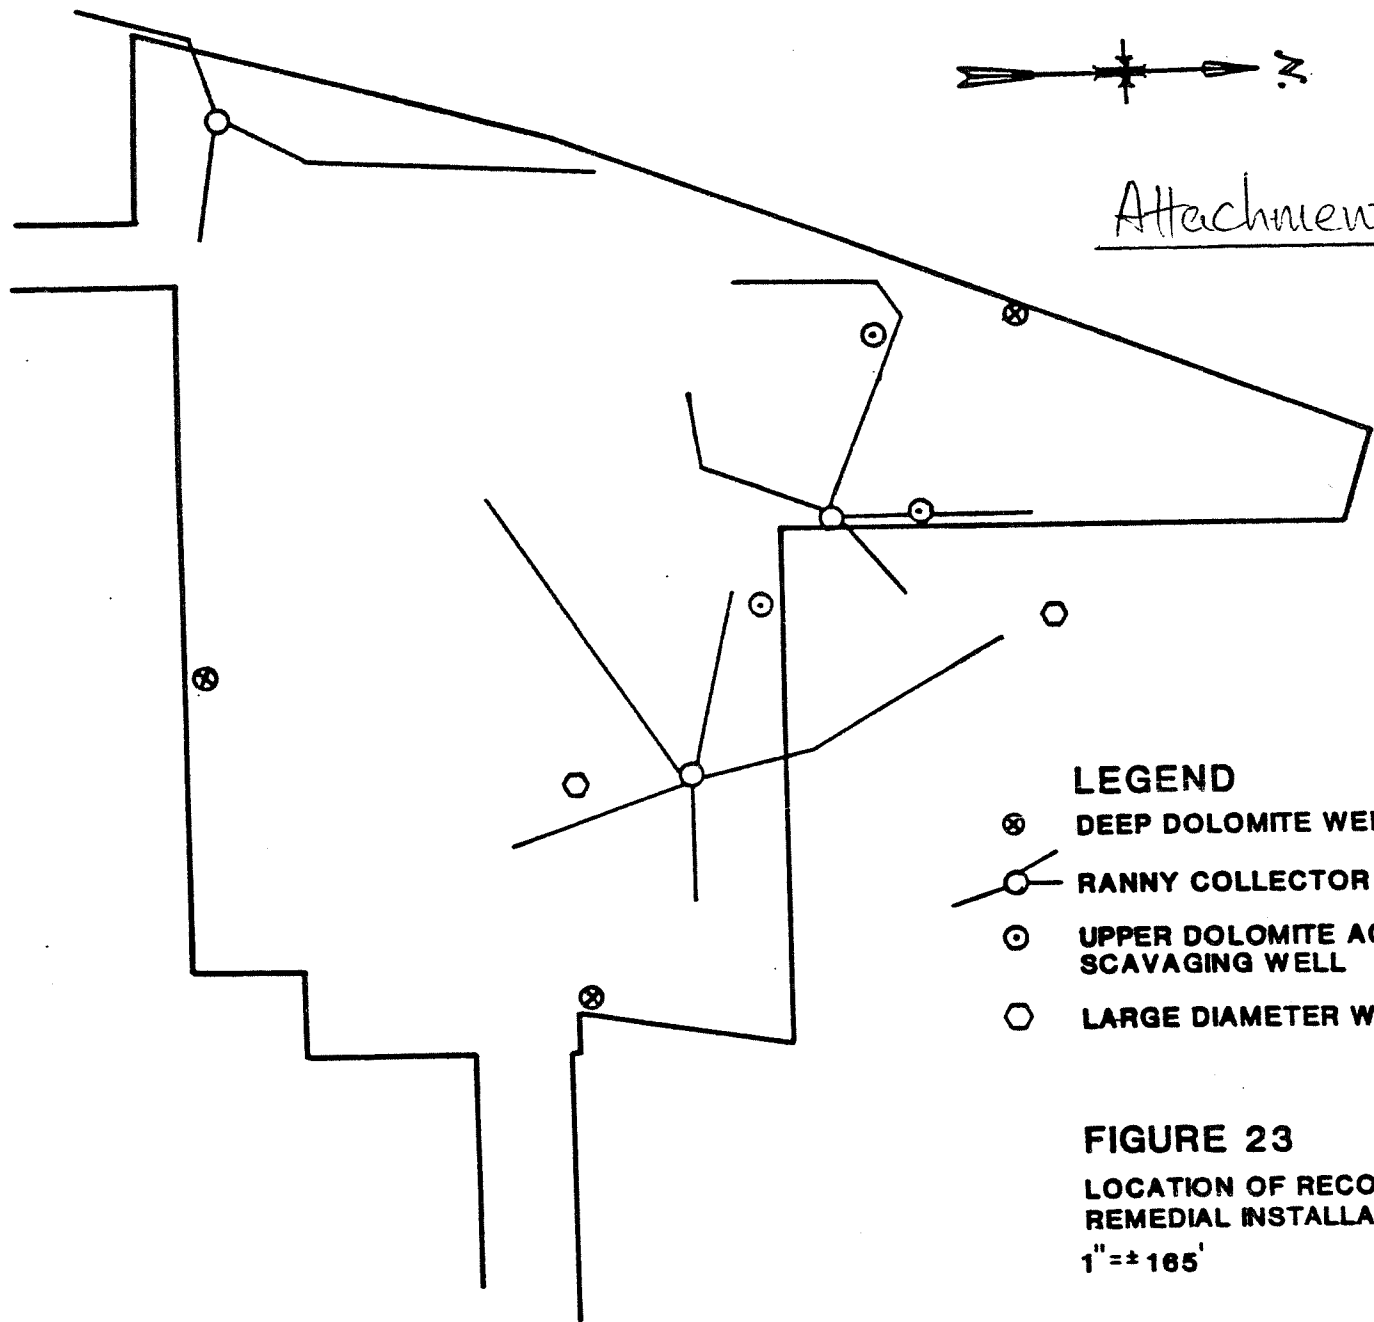 N.
Attachment
LEGEND
DEEP DOLOMITE WE
RANNY COLLECTOR
UPPER DOLOMITE A
SCAVAGING WELL
LARGE DIAMETER W
FIGURE 23
LOCATION OF RECO
REMEDIAL INSTALLA
1"=± 165'